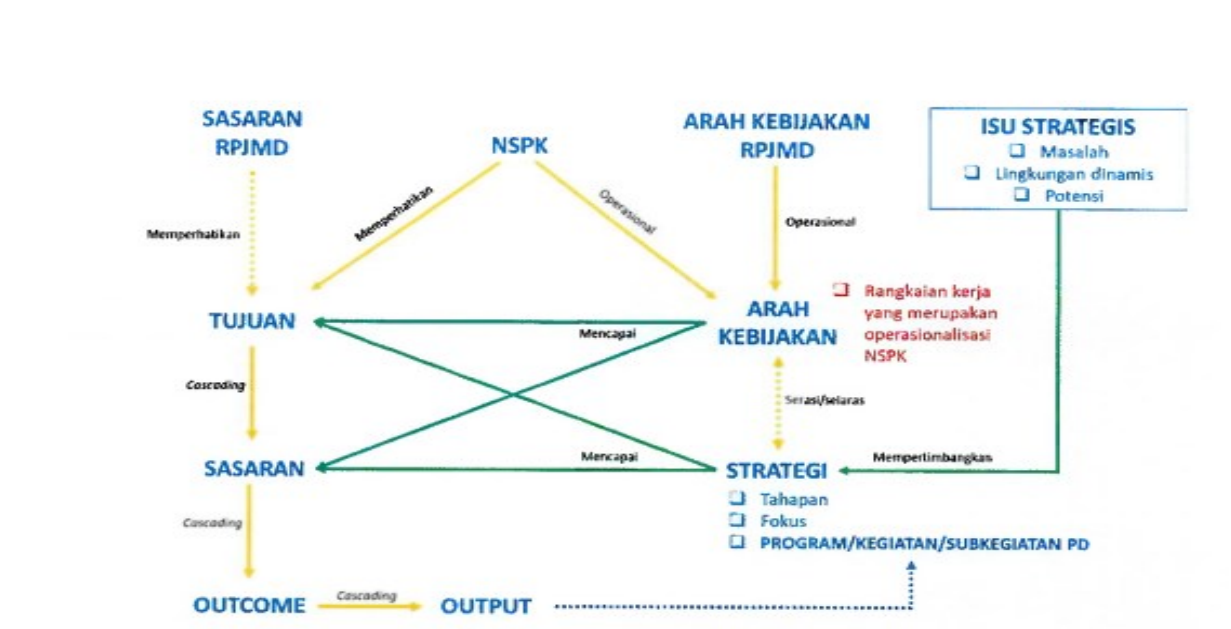 SASARAN
RPJMD
NSPK
ARAH KEBIJAKAN
RPJMD
ISU STRATEGIS
❑ Masalah
❑ Lingkungan dinamis
❑ Potensi
Memperhatikan
Memperhatikan
Operasional
Operasional
TUJUAN
Mencapai
ARAH
KEBIJAKAN
❑ Rangkaian kerja
yang merupakan
operasionalisasi
NSPK
Cascading
Serasi/selaras
SASARAN
Mencapai
STRATEGI
Mempertimbangkan
❑ Tahapan
❑ Fokus
❑ PROGRAM/KEGIATAN/SUBKEGIATAN PD
Cascading
OUTCOME
Cascading
OUTPUT